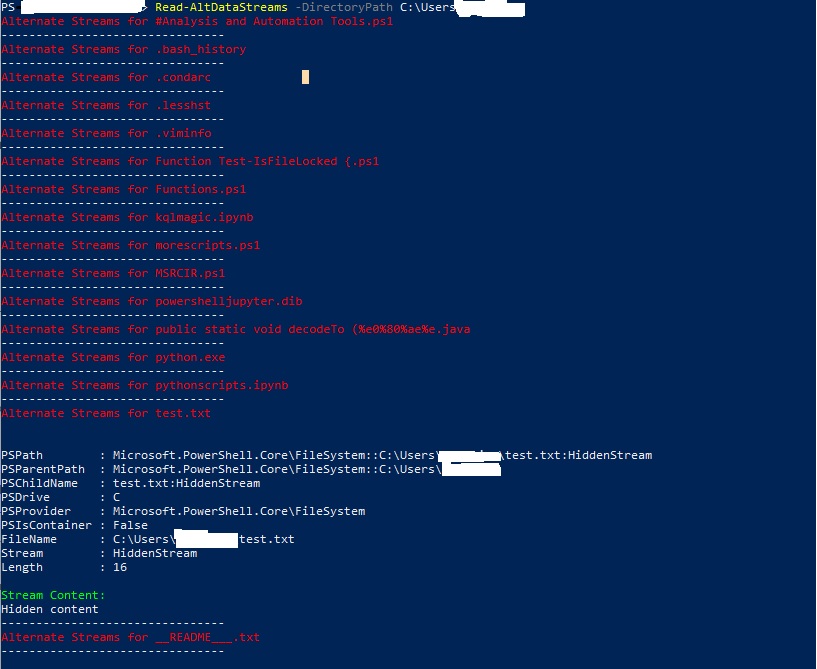 PS > Read-AltDataStreams -DirectoryPath C:\Users
Alternate Streams for #Analysis and Automation Tools.ps1
--------------------------------
Alternate Streams for .bash_history
--------------------------------
Alternate Streams for .condarc
--------------------------------
Alternate Streams for .lesshst
--------------------------------
Alternate Streams for .viminfo
--------------------------------
Alternate Streams for Function Test-IsFileLocked {.ps1
--------------------------------
Alternate Streams for Functions.ps1
--------------------------------
Alternate Streams for kqlmagic.ipynb
--------------------------------
Alternate Streams for morescripts.ps1
--------------------------------
Alternate Streams for MSRCIR.ps1
--------------------------------
Alternate Streams for powershelljupyter.dib
--------------------------------
Alternate Streams for public static void decodeTo (%e0%80%ae%e.java
--------------------------------
Alternate Streams for python.exe
--------------------------------
Alternate Streams for pythonscripts.ipynb
--------------------------------
Alternate Streams for test.txt
PSPath : Microsoft.PowerShell.Core\FileSystem::C:\Users\ \test.txt:HiddenStream
PSParentPath : Microsoft.PowerShell.Core\FileSystem::C:\Users\
PSChildName : test.txt:HiddenStream
PSDrive : C
PSProvider : Microsoft.PowerShell.Core\FileSystem
PSIsContainer : False
FileName : C:\Users\ test.txt
Stream : HiddenStream
Length : 16
Stream Content:
Hidden content
--------------------------------
Alternate Streams for __README___.txt
--------------------------------